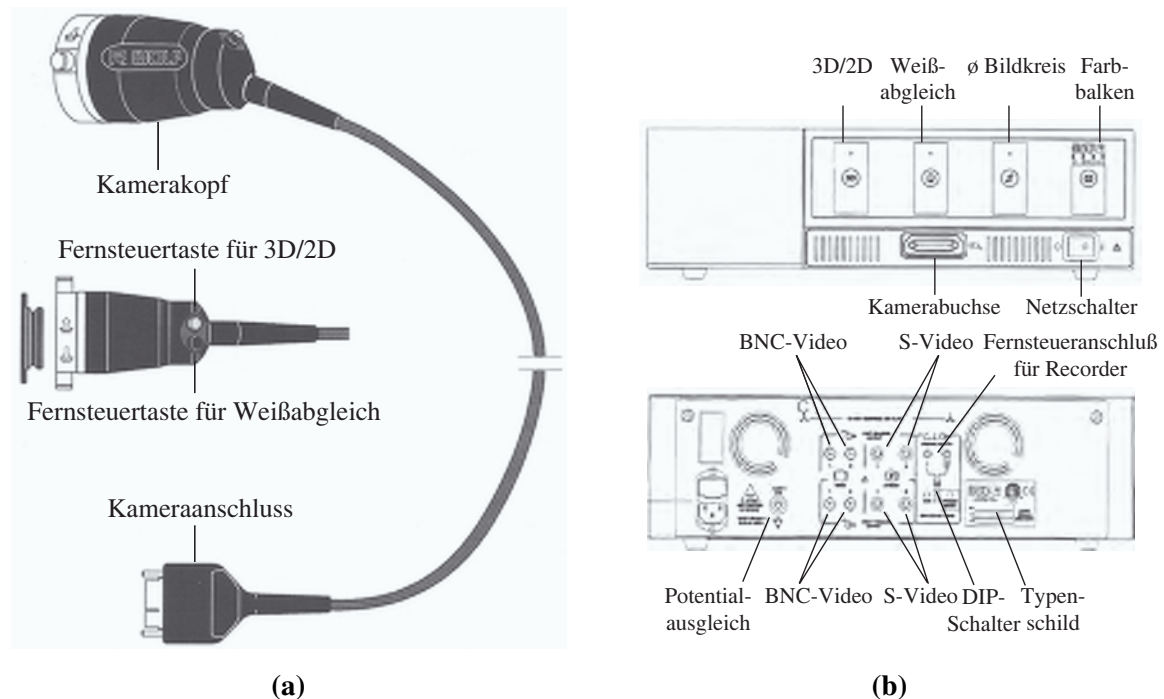 Kamerakopf
Fernsteuertaste für 3D/2D
Fernsteuertaste für Weißabgleich
Kameraanschluss
(a)
3D/2D Weiß- ø Bildkreis Farb-
abgleich balken
Kamerabuchse Netzschalter
BNC-Video S-Video Fernsteueranschluß
für Recorder
Potential- BNC-Video S-Video DIP- Typen-
ausgleich Schalter schild
(b)